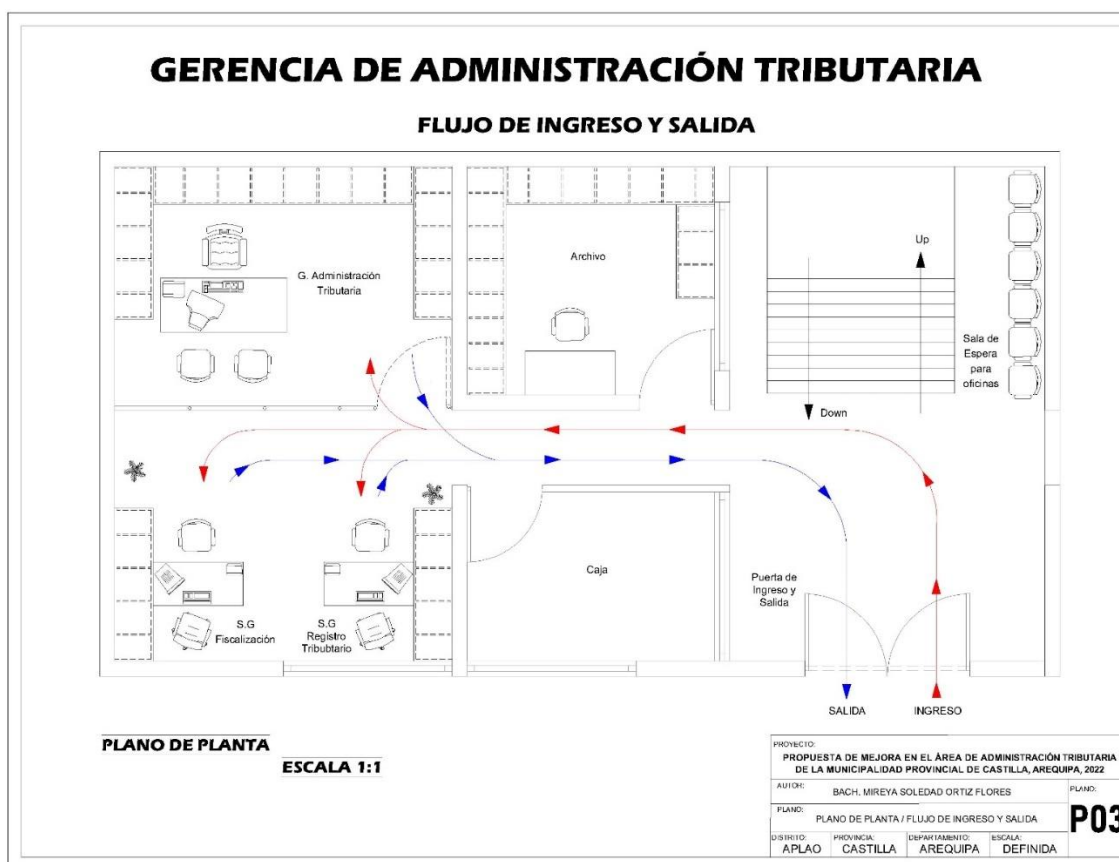 GERENCIA DE ADMINISTRACIÓN TRIBUTARIA
FLUJO DE INGRESO Y SALIDA
G. Administración
Tributaria
Archivo
Up
Sala de
Espera
para
oficinas
Down
S.G
Fiscalización
S.G
Registro
Tribubtario
Caja
Puerta de
Ingreso y
Salida
SALIDA
INGRESO
PLANO DE PLANTA
ESCALA 1:1
PROYECTO:
PROPUESTA DE MEJORA EN EL ÁREA DE ADMINISTRACIÓN TRIBUTARIA
DE LA MUNICIPALIDAD PROVINCIAL DE CASTILLA, AREQUIPA, 2022
AUTOR:
BACH. MIREYA SOLEDAD ORTIZ FLORES
PLANO:
PLANO DE PLANTA / FLUJO DE INGRESO Y SALIDA
PLANO:
P03
DISTRITO:
APLAO
PROVINCIA:
CASTILLA
DEPARTAMENTO:
AREQUIPA
ESCALA:
DEFINIDA